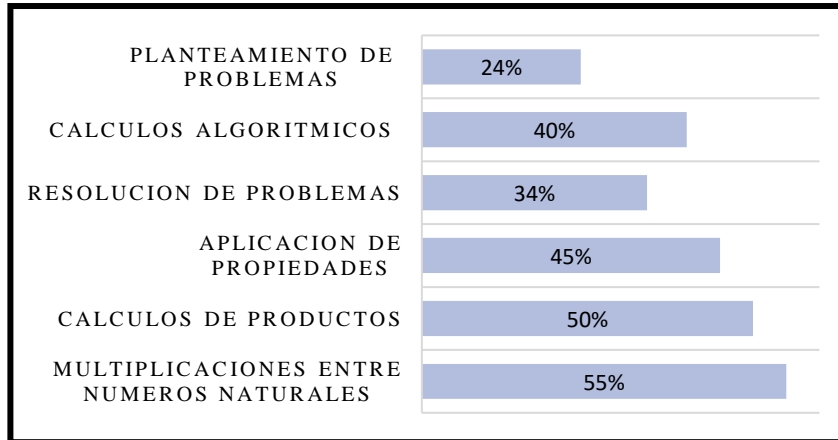 PLANTEAMIENTO DE
PROBLEMAS
24%
CALCULOS ALGORITMICOS
40%
RESOLUCION DE PROBLEMAS
34%
APLICACION DE
PROPIEDADES
45%
CALCULOS DE PRODUCTOS
50%
MULTIPLICACIONES ENTRE
NUMEROS NATURALES
55%